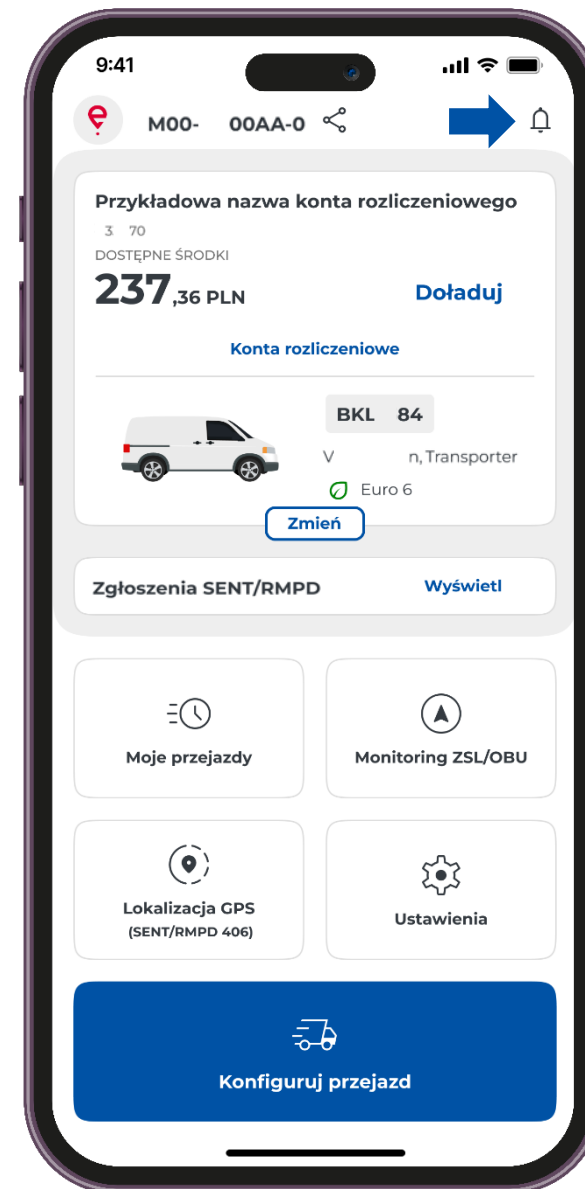 9:41
M00- 00AA-0
Przykładowa nazwa konta rozliczeniowego
3 70
DOSTĘPNE ŚRODKI
237,36 PLN
Doładuj
Konta rozliczeniowe
BKL 84
V n, Transporter
Euro 6
Zmień
Zgłoszenia SENT/RMPD
Wyświetl
Moje przejazdy
Monitoring ZSL/OBU
Lokalizacja GPS
(SENT/RMPD 406)
Ustawienia
Konfiguruj przejazd